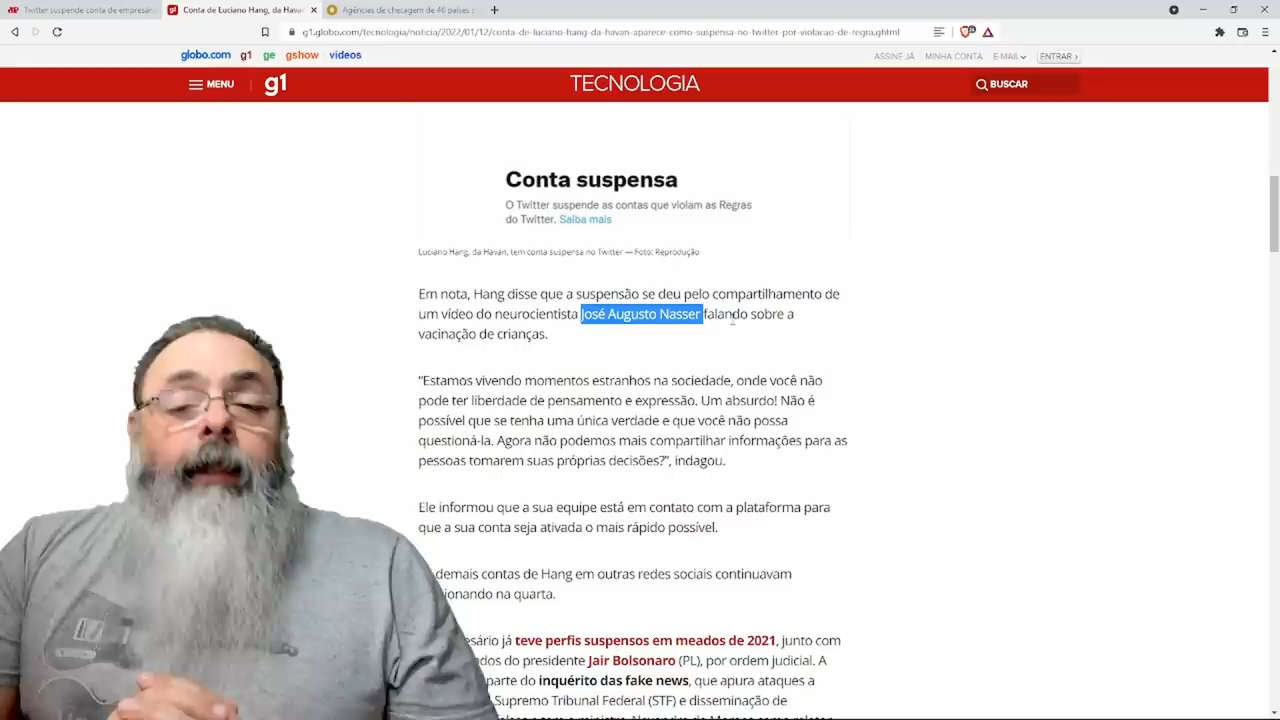 Twitter suspende conta de empresári
Conta de Luciano Hang, da Hava
Agências de checagem de 40 países
g1.globo.com/tecnologia/noticia/2022/01/12/conta-de-luciano-hang-da-havan-aparece-como-suspensa-no-twitter-por-violacao-de-regra.ghtml
globo.com g1 ge gshow vídeos
ASSINE JÁ MINHA CONTA E-MAIL ENTRAR ›
MENU g1 TECNOLOGIA BUSCAR
Conta suspensa
O Twitter suspende as contas que violam as Regras
do Twitter. Saiba mais
Luciano Hang, da Havan, tem conta suspensa no Twitter — Foto: Reprodução
Em nota, Hang disse que a suspensão se deu pelo compartilhamento de
um vídeo do neurocientista José Augusto Nasser falando sobre a
vacinação de crianças.
“Estamos vivendo momentos estranhos na sociedade, onde você não
pode ter liberdade de pensamento e expressão. Um absurdo! Não é
possível que se tenha uma única verdade e que você não possa
questioná-la. Agora não podemos mais compartilhar informações para as
pessoas tomarem suas próprias decisões?”, indagou.
Ele informou que a sua equipe está em contato com a plataforma para
que a sua conta seja ativada o mais rápido possível.
demais contas de Hang em outras redes sociais continuavam
ionando na quarta.
sário já teve perfis suspensos em meados de 2021, junto com
dos do presidente Jair Bolsonaro (PL), por ordem judicial. A
parte do inquérito das fake news, que apura ataques a
Supremo Tribunal Federal (STF) e disseminação de